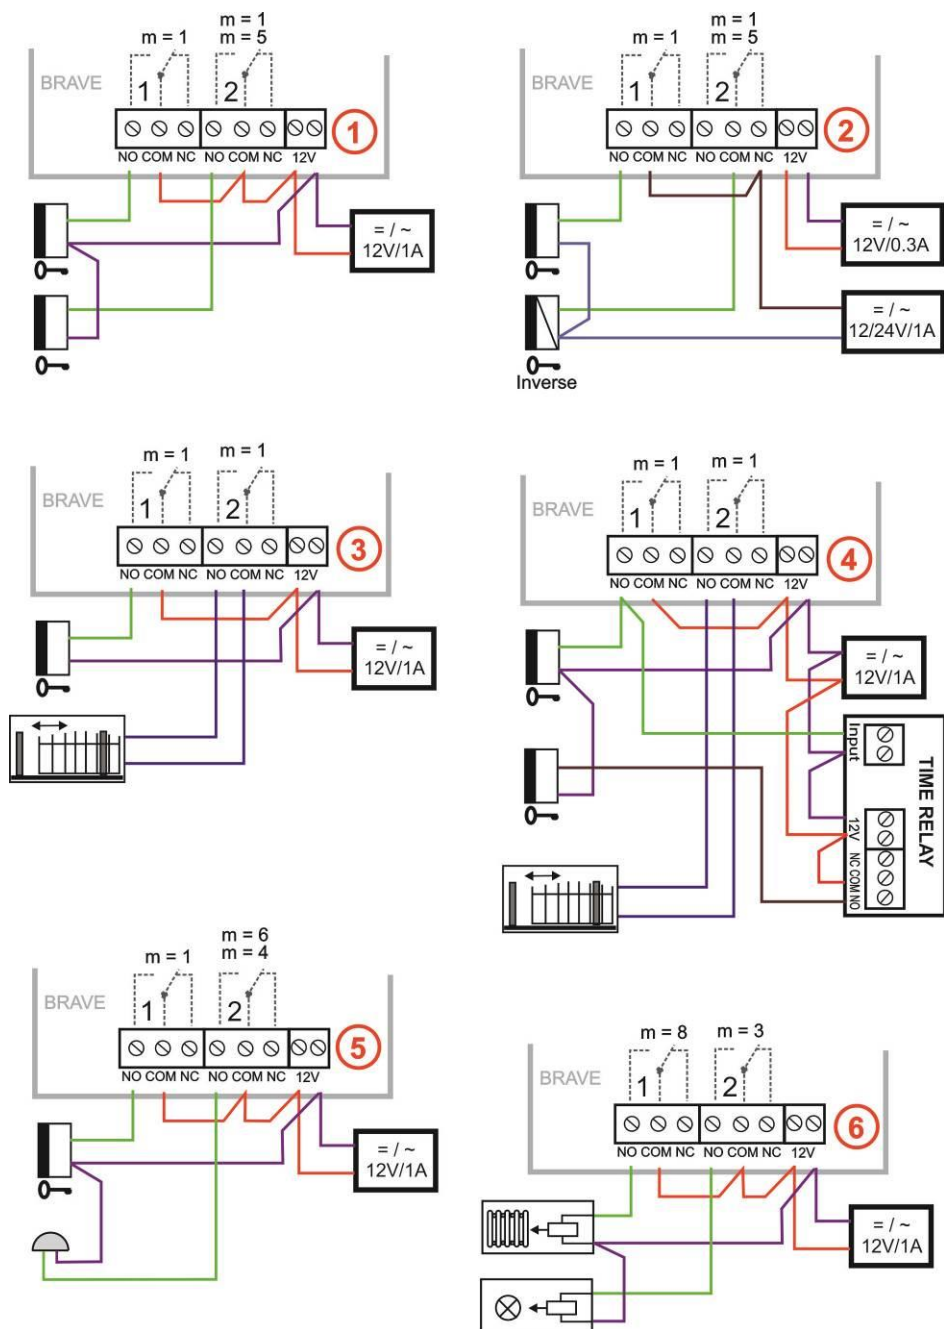 m = 1
m = 1
m = 5
BRAVE
1
2
1
NO COM NC NO COM NC 12V
= / ~
12V/1A
m = 1
m = 1
m = 5
BRAVE
1
2
2
NO COM NC NO COM NC 12V
= / ~
12V/0.3A
= / ~
12/24V/1A
Inverse
m = 1
m = 1
BRAVE
1
2
3
NO COM NC NO COM NC 12V
= / ~
12V/1A
m = 1
m = 1
BRAVE
1
2
4
NO COM NC NO COM NC 12V
= / ~
12V/1A
Input
12V
NC COM NO
TIME RELAY
m = 1
m = 6
m = 4
BRAVE
1
2
5
NO COM NC NO COM NC 12V
= / ~
12V/1A
m = 8
m = 3
BRAVE
1
2
6
NO COM NC NO COM NC 12V
= / ~
12V/1A